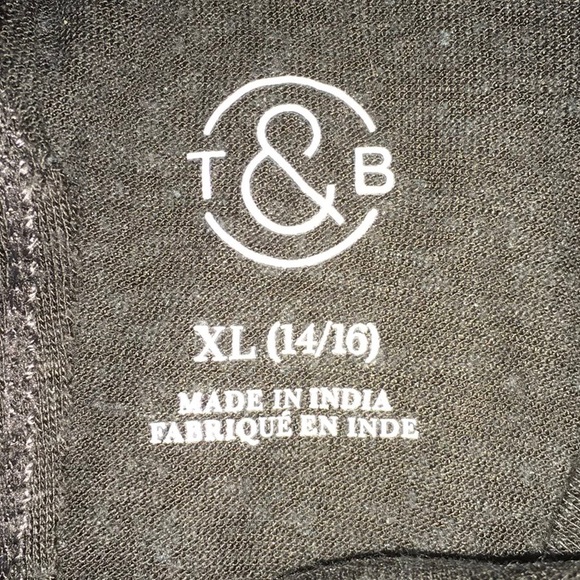 T & B
XL (14/16)
MADE IN INDIA
FABRIQUÉ EN INDE